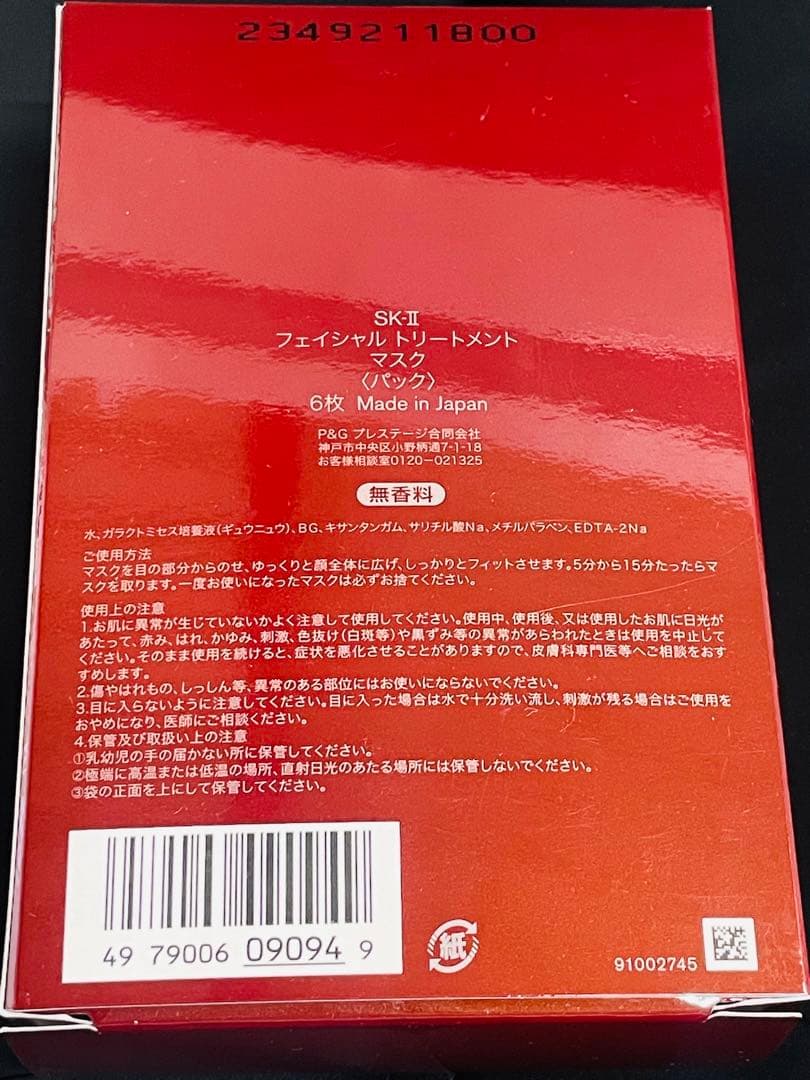 2349211800
SK-II
フェイシャル トリートメント
マスク
〈パック〉
6枚 Made in Japan
P&G プレステージ合同会社
神戸市中央区小野柄通7-1-18
お客様相談室0120-021325
無香料
水、ガラクトミセス培養液(ギュウニュウ)、BG、キサンタンガム、サリチル酸Na、メチルパラベン、EDTA-2Na
ご使用方法
マスクを目の部分からのせ、ゆっくりと顔全体に広げ、しっかりとフィットさせます。5分から15分たったらマ
スクを取ります。一度お使いになったマスクは必ずお捨てください。
使用上の注意
1.お肌に異常が生じていないかよく注意して使用してください。使用中、使用後、又は使用したお肌に日光が
あたって、赤み、はれ、かゆみ、刺激、色抜け(白斑等)や黒ずみ等の異常があらわれたときは使用を中止して
ください。そのまま使用を続けると、症状を悪化させることがありますので、皮膚科専門医等へご相談をおす
すめします。
2.傷やはれもの、しっしん等、異常のある部位にはお使いにならないでください。
3.目に入らないように注意してください。目に入った場合は水で十分洗い流し、刺激が残る場合はご使用を
おやめになり、医師にご相談ください。
4.保管及び取扱い上の注意
①乳幼児の手の届かない所に保管してください。
②極端に高温または低温の場所、直射日光のあたる場所には保管しないでください。
③袋の正面を上にして保管してください。
49 79006 09094 9
紙
91002745